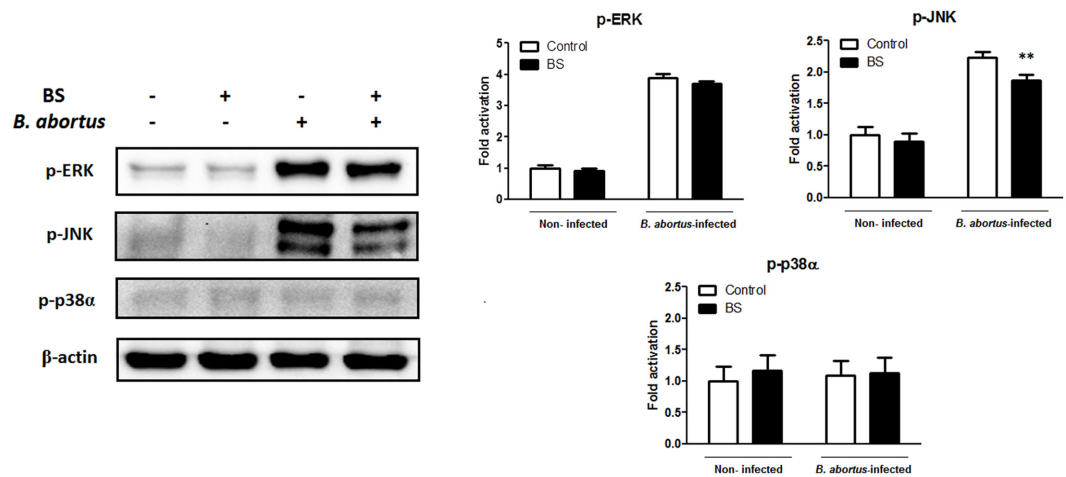 BS - + - +
B. abortus - - + +
p-ERK
p-JNK
p-p38α
β-actin
p-ERK
Control
BS
Fold activation
5
4
3
2
1
0
Non- infected
B. abortus-infected
p-JNK
Control
BS
**
Fold activation
2.5
2.0
1.5
1.0
0.5
0.0
Non- infected
B. abortus-infected
p-p38α
Control
BS
Fold activation
2.5
2.0
1.5
1.0
0.5
0.0
Non- infected
B. abortus-infected